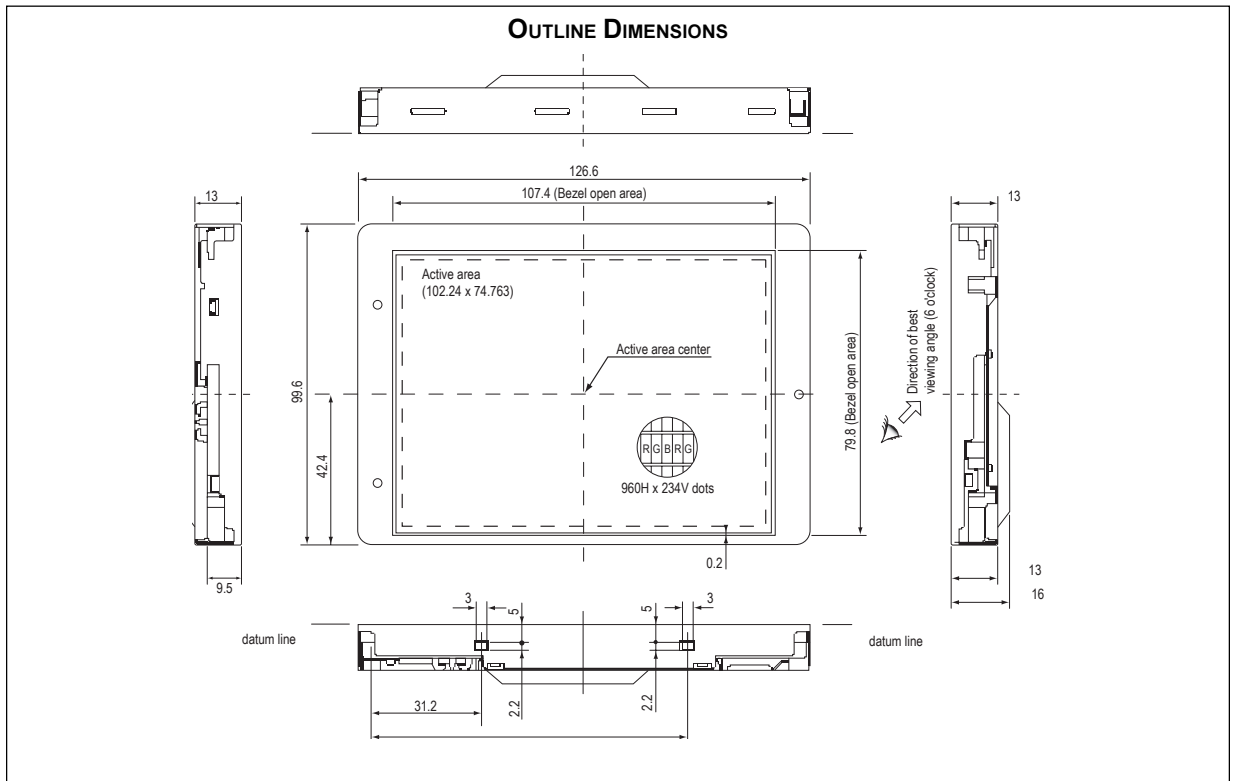 OUTLINE DIMENSIONS
126.6
107.4 (Bezel open area)
13
13
Active area
(102.24 x 74.763)
Active area center
99.6
42.4
79.8 (Bezel open area)
Direction of best
viewing angle (6 o'clock)
R G B R G
960H x 234V dots
0.2
9.5
13
16
3
5
5
3
datum line
datum line
31.2
2.2
2.2